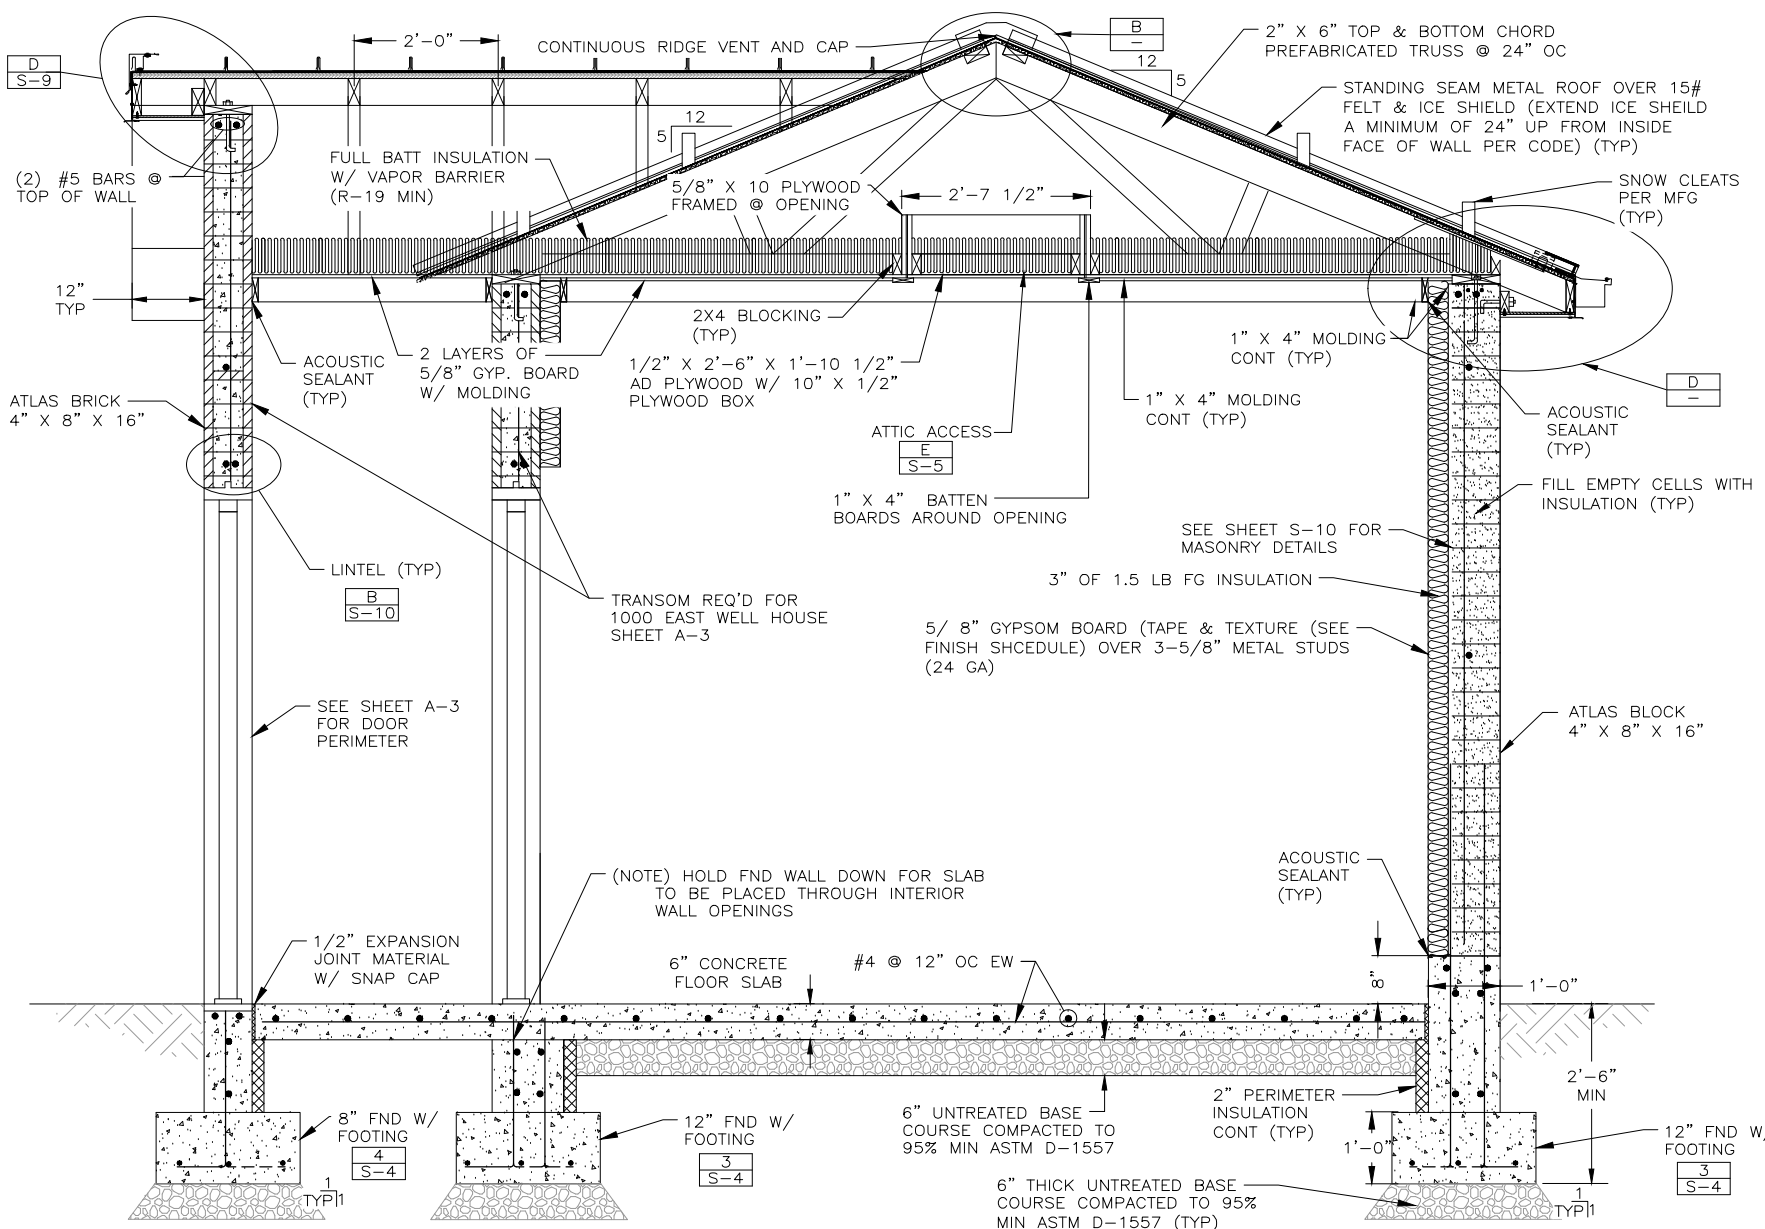 D
S-9
2'-0"
CONTINUOUS RIDGE VENT AND CAP
B
-
2" X 6" TOP & BOTTOM CHORD
PREFABRICATED TRUSS @ 24" OC
12
5
STANDING SEAM METAL ROOF OVER 15#
FELT & ICE SHIELD (EXTEND ICE SHEILD
A MINIMUM OF 24" UP FROM INSIDE
FACE OF WALL PER CODE) (TYP)
12
5
(2) #5 BARS @
TOP OF WALL
FULL BATT INSULATION
W/ VAPOR BARRIER
(R-19 MIN)
5/8" X 10 PLYWOOD
FRAMED @ OPENING
2'-7 1/2"
SNOW CLEATS
PER MFG
(TYP)
12"
TYP
2X4 BLOCKING
(TYP)
1" X 4" MOLDING
CONT (TYP)
ACOUSTIC
SEALANT
(TYP)
2 LAYERS OF
5/8" GYP. BOARD
W/ MOLDING
1/2" X 2'-6" X 1'-10 1/2"
AD PLYWOOD W/ 10" X 1/2"
PLYWOOD BOX
D
-
ATLAS BRICK
4" X 8" X 16"
1" X 4" MOLDING
CONT (TYP)
ACOUSTIC
SEALANT
(TYP)
ATTIC ACCESS
E
S-5
1" X 4" BATTEN
BOARDS AROUND OPENING
FILL EMPTY CELLS WITH
INSULATION (TYP)
SEE SHEET S-10 FOR
MASONRY DETAILS
LINTEL (TYP)
B
S-10
3" OF 1.5 LB FG INSULATION
TRANSOM REQ'D FOR
1000 EAST WELL HOUSE
SHEET A-3
5/ 8" GYPSOM BOARD (TAPE & TEXTURE (SEE
FINISH SHCEDULE) OVER 3-5/8" METAL STUDS
(24 GA)
SEE SHEET A-3
FOR DOOR
PERIMETER
ATLAS BLOCK
4" X 8" X 16"
(NOTE) HOLD FND WALL DOWN FOR SLAB
TO BE PLACED THROUGH INTERIOR
WALL OPENINGS
ACOUSTIC
SEALANT
(TYP)
1/2" EXPANSION
JOINT MATERIAL
W/ SNAP CAP
6" CONCRETE
FLOOR SLAB
#4 @ 12" OC EW
8"
1'-0"
2'-6"
MIN
8" FND W/
FOOTING
4
S-4
12" FND W/
FOOTING
3
S-4
6" UNTREATED BASE
COURSE COMPACTED TO
95% MIN ASTM D-1557
2" PERIMETER
INSULATION
CONT (TYP)
1'-0"
12" FND W/
FOOTING
3
S-4
1
TYP 1
6" THICK UNTREATED BASE
COURSE COMPACTED TO 95%
MIN ASTM D-1557 (TYP)
1
TYP 1